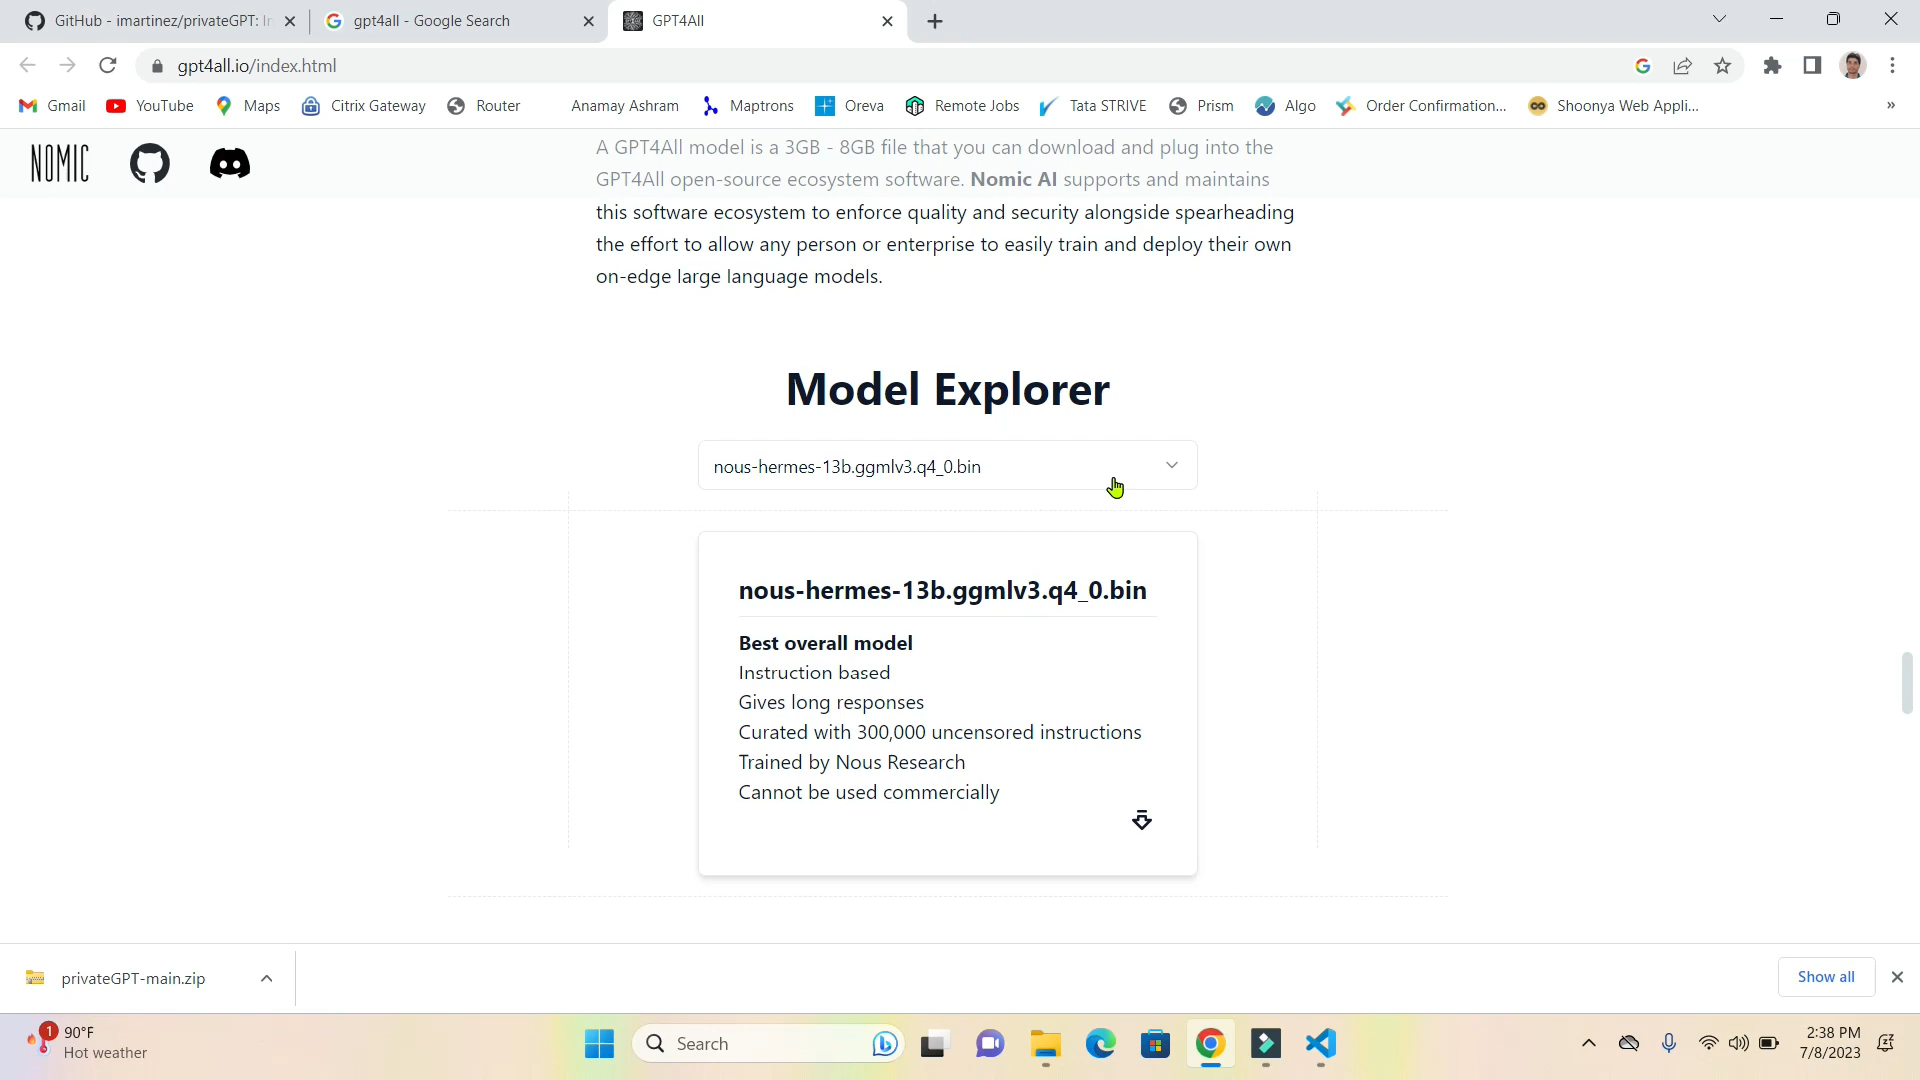 GitHub - imartinez/privateGPT: In
gpt4all - Google Search
GPT4All
gpt4all.io/index.html
Gmail
YouTube
Maps
Citrix Gateway
Router
Anamay Ashram
Maptrons
Oreva
Remote Jobs
Tata STRIVE
Prism
Algo
Order Confirmation...
Shoonya Web Appli...
»
NOMIC
A GPT4All model is a 3GB - 8GB file that you can download and plug into the
GPT4All open-source ecosystem software. Nomic AI supports and maintains
this software ecosystem to enforce quality and security alongside spearheading
the effort to allow any person or enterprise to easily train and deploy their own
on-edge large language models.
Model Explorer
nous-hermes-13b.ggmlv3.q4_0.bin
nous-hermes-13b.ggmlv3.q4_0.bin
Best overall model
Instruction based
Gives long responses
Curated with 300,000 uncensored instructions
Trained by Nous Research
Cannot be used commercially
privateGPT-main.zip
Show all
1
90°F
Hot weather
Search
2:38 PM
7/8/2023